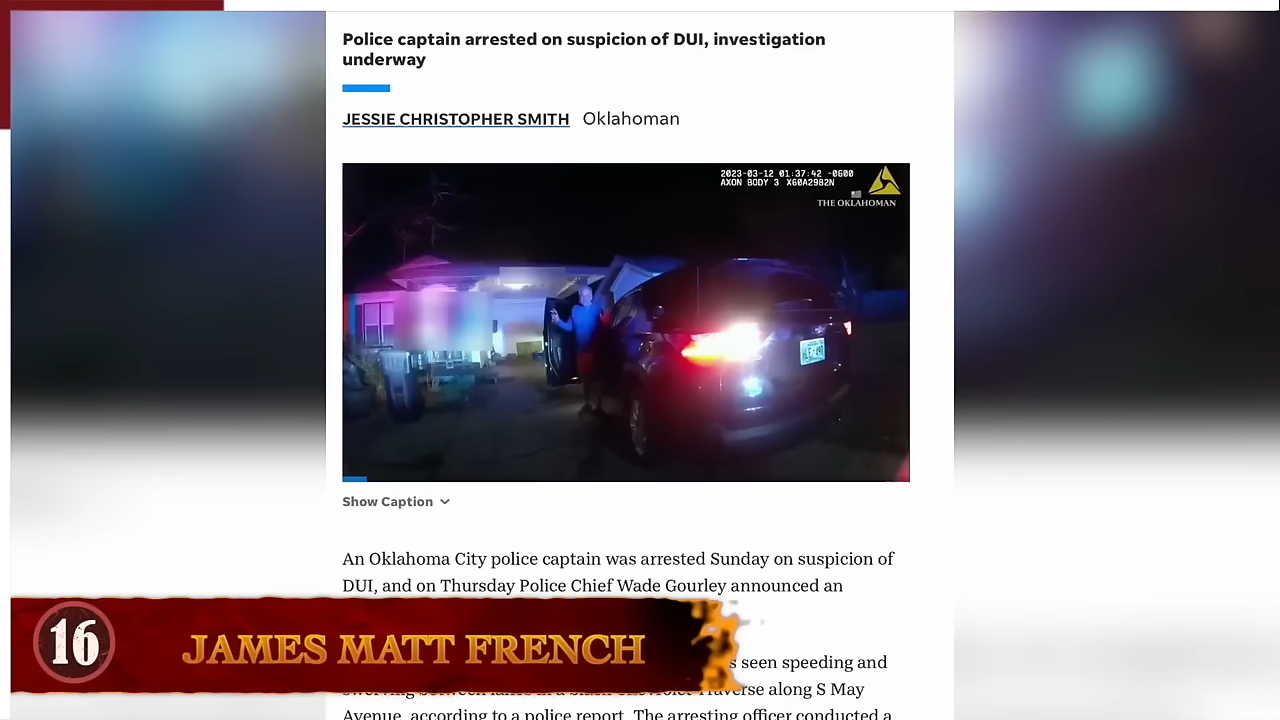 Police captain arrested on suspicion of DUI, investigation
underway
JESSIE CHRISTOPHER SMITH Oklahoman
2023-03-12 01:37:42 -0600
AXON BODY 3 X60A2982N
THE OKLAHOMAN
Show Caption
An Oklahoma City police captain was arrested Sunday on suspicion of
DUI, and on Thursday Police Chief Wade Gourley announced an
16
JAMES MATT FRENCH
s seen speeding and
along S May
Avenue, according to a police report. The arresting officer conducted a